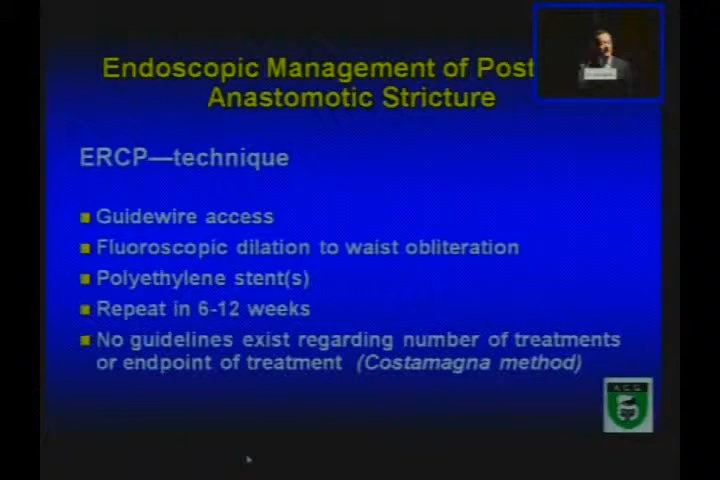 Endoscopic Management of Post
Anastomotic Stricture
ERCP—technique
Guidewire access
Fluoroscopic dilation to waist obliteration
Polyethylene stent(s)
Repeat in 6-12 weeks
No guidelines exist regarding number of treatments
or endpoint of treatment (Costamagna method)
A C G